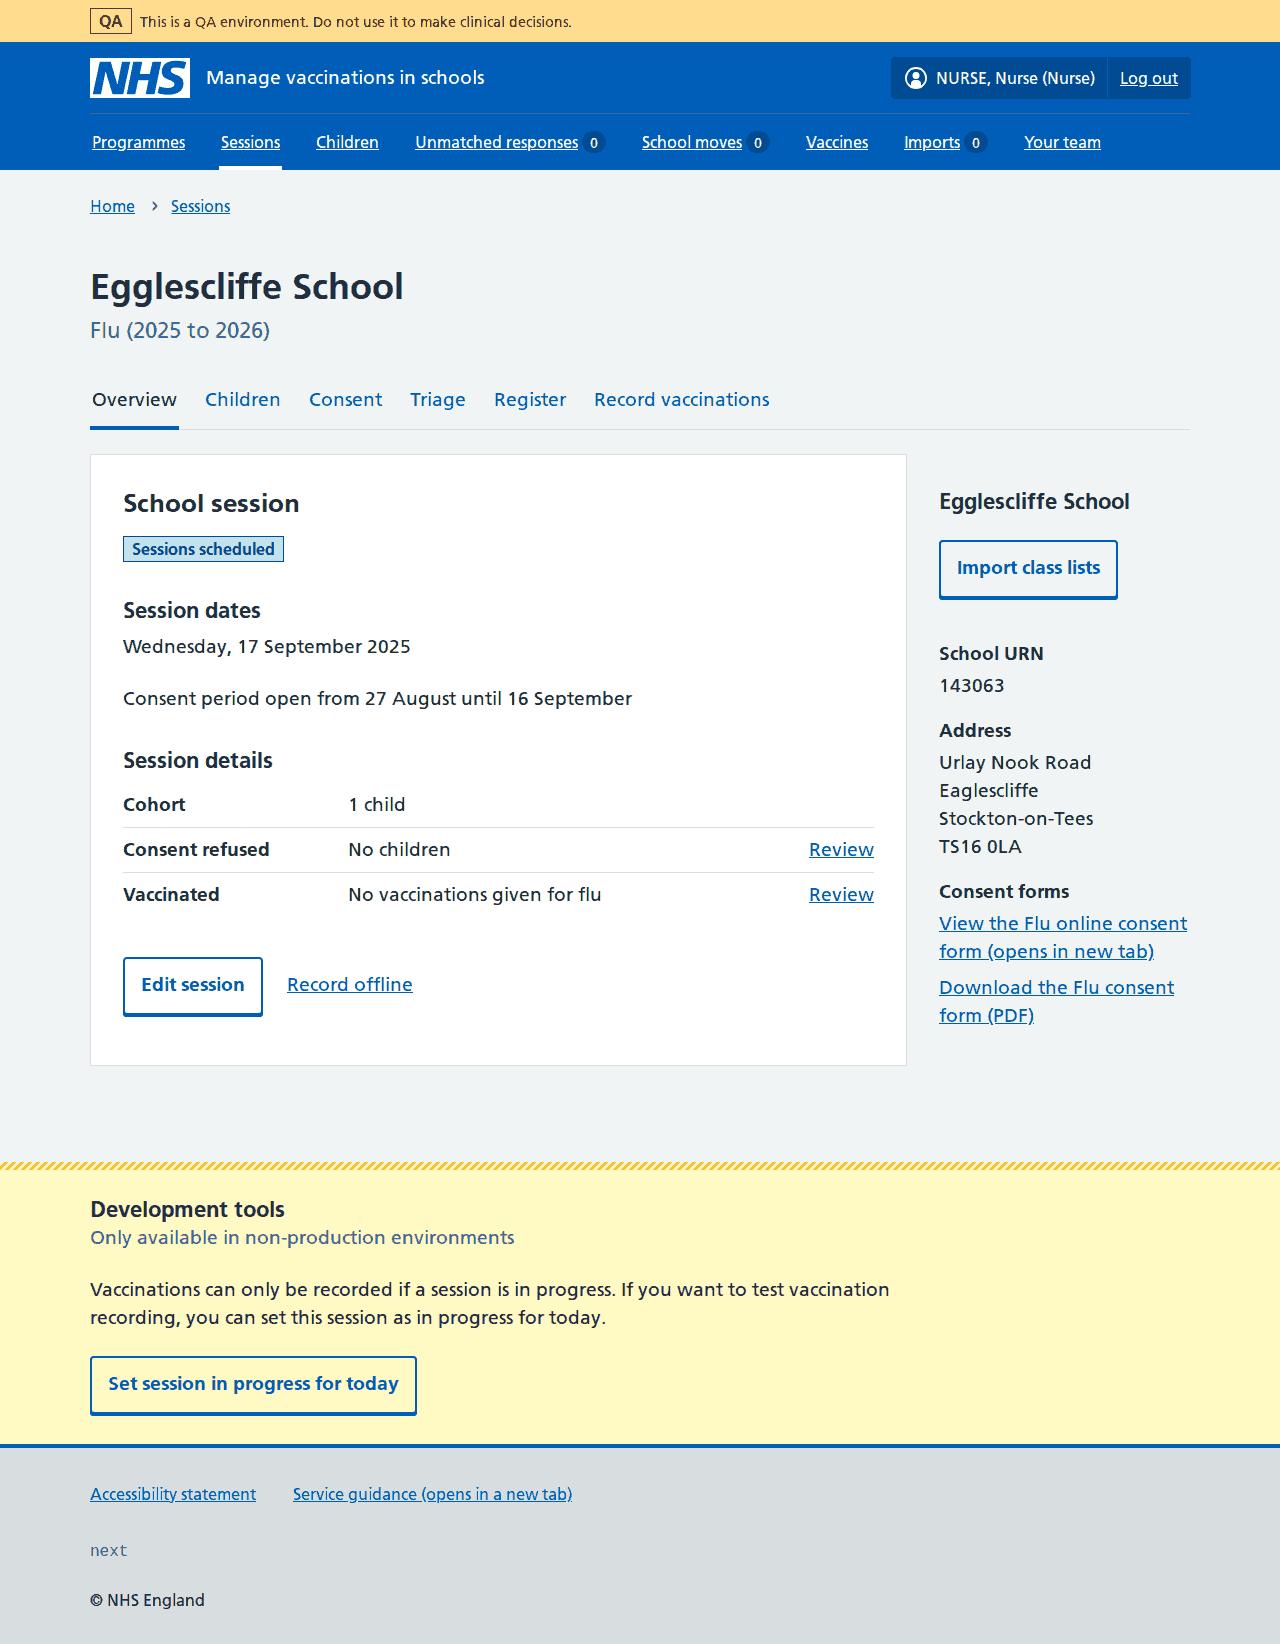 QA This is a QA environment. Do not use it to make clinical decisions.
NHS Manage vaccinations in schools NURSE, Nurse (Nurse) Log out
Programmes Sessions Children Unmatched responses 0 School moves 0 Vaccines Imports 0 Your team
Home › Sessions
Egglescliffe School
Flu (2025 to 2026)
Overview Children Consent Triage Register Record vaccinations
School session
Sessions scheduled
Session dates
Wednesday, 17 September 2025
Consent period open from 27 August until 16 September
Session details
Cohort 1 child
Consent refused No children Review
Vaccinated No vaccinations given for flu Review
Edit session Record offline
Egglescliffe School
Import class lists
School URN
143063
Address
Urlay Nook Road
Eaglescliffe
Stockton-on-Tees
TS16 0LA
Consent forms
View the Flu online consent
form (opens in new tab)
Download the Flu consent
form (PDF)
Development tools
Only available in non-production environments
Vaccinations can only be recorded if a session is in progress. If you want to test vaccination
recording, you can set this session as in progress for today.
Set session in progress for today
Accessibility statement Service guidance (opens in a new tab)
next
© NHS England